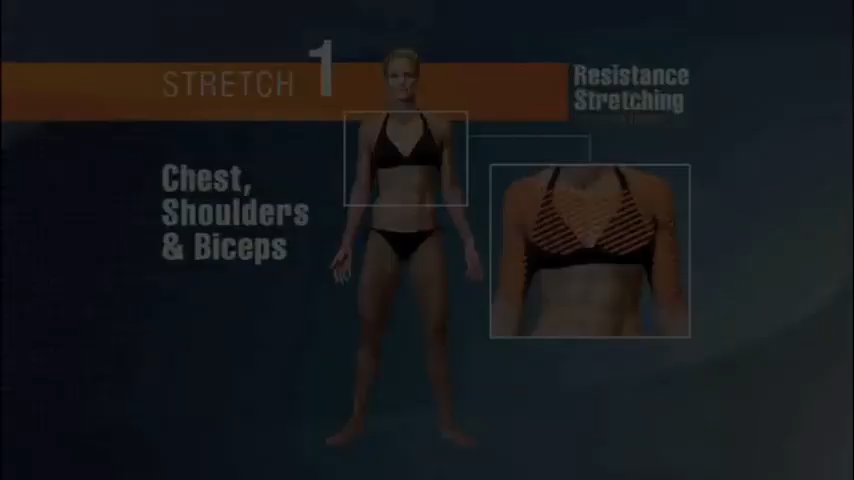 STRETCH 1
Resistance
Stretching
Chest,
Shoulders
& Biceps